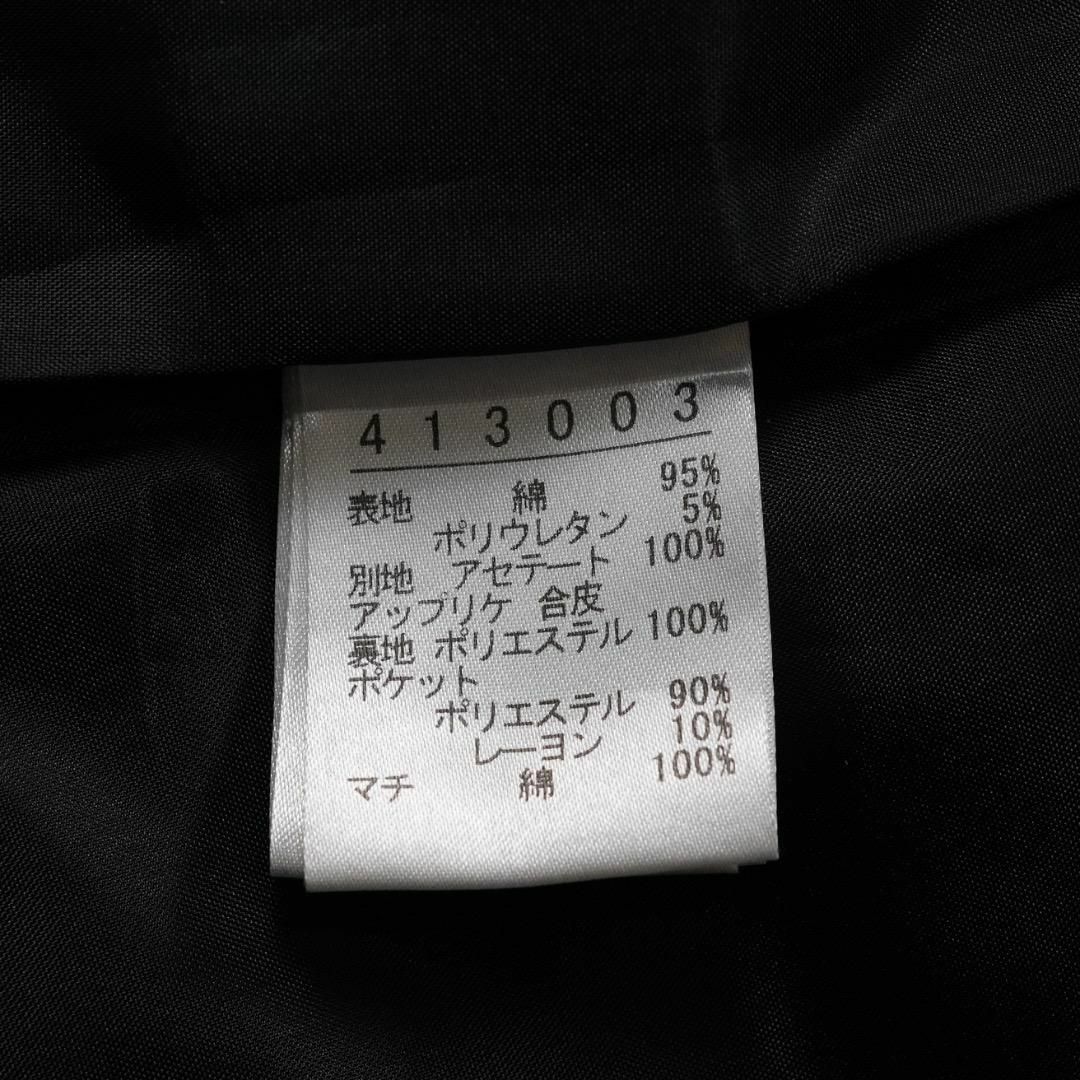 413003
表地 綿 95%
ポリウレタン 5%
別地 アセテート 100%
アップリケ 合皮
裏地 ポリエステル 100%
ポケット
ポリエステル 90%
レーヨン 10%
マチ 綿 100%